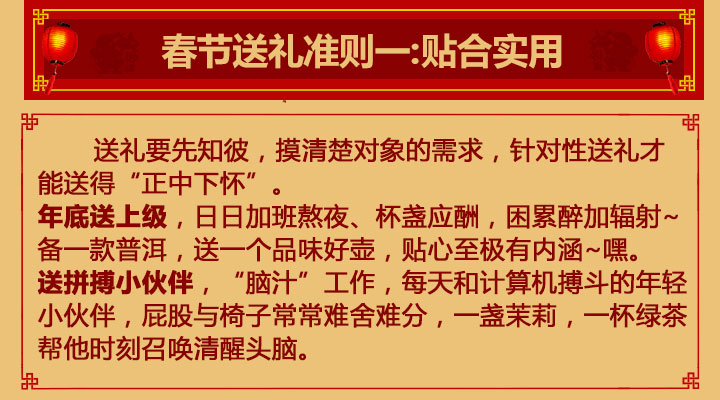 春节送礼准则一:贴合实用
送礼要先知彼，摸清楚对象的需求，针对性送礼才
能送得“正中下怀”。
年底送上级，日日加班熬夜、杯盏应酬，困累醉加辐射~
备一款普洱，送一个品味好壶，贴心至极有内涵~嘿。
送拼搏小伙伴，“脑汁”工作，每天和计算机搏斗的年轻
小伙伴，屁股与椅子常常难舍难分，一盏茉莉，一杯绿茶
帮他时刻召唤清醒头脑。